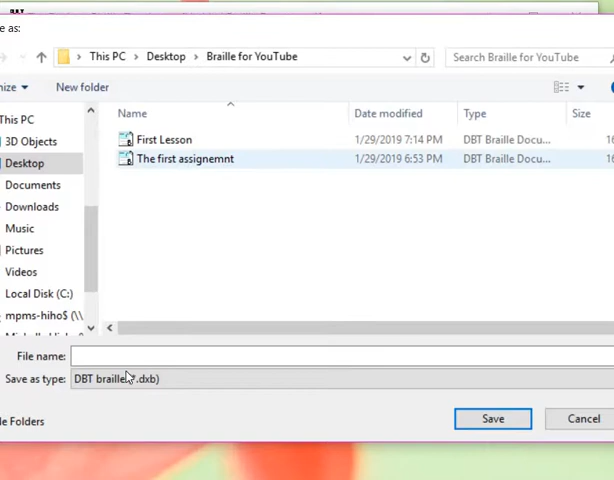 e as:
This PC > Desktop > Braille for YouTube
Search Braille for YouTube
nize New folder
Name Date modified Type Size
This PC
3D Objects
First Lesson 1/29/2019 7:14 PM DBT Braille Docu... 16
Desktop
The first assignemnt 1/29/2019 6:53 PM DBT Braille Docu... 16
Documents
Downloads
Music
Pictures
Videos
Local Disk (C:)
mpms-hiho$ (\\
File name:
Save as type: DBT braille (*.dxb)
e Folders
Save Cancel